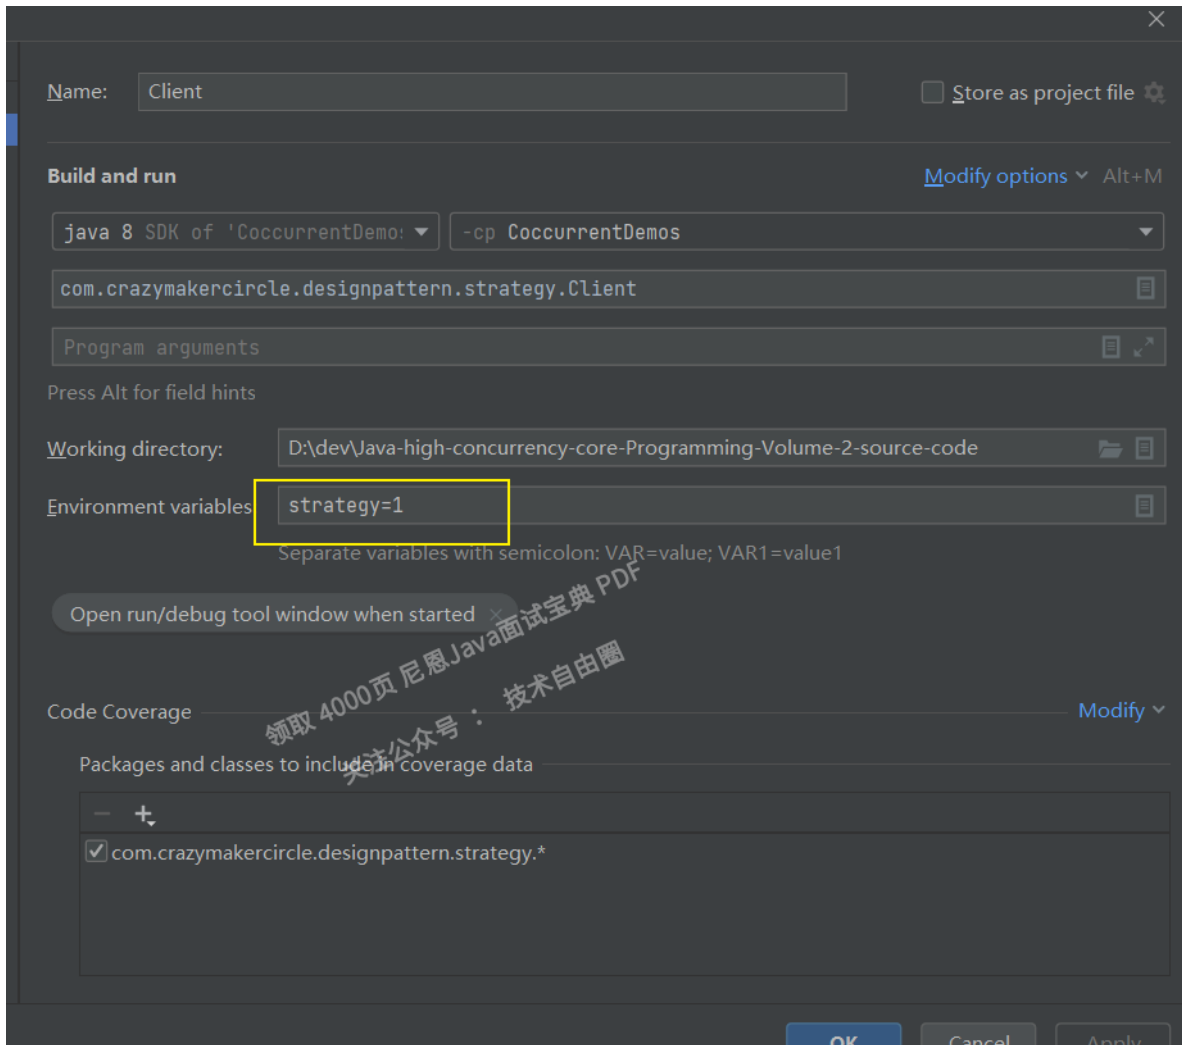 Name: Client Store as project file
Build and run Modify options Alt+M
java 8 SDK of 'CoccurrentDemos -cp CoccurrentDemos
com.crazymakercircle.designpattern.strategy.Client
Program arguments
Press Alt for field hints
Working directory: D:\dev\Java-high-concurrency-core-Programming-Volume-2-source-code
Environment variables strategy=1
Separate variables with semicolon: VAR=value; VAR1=value1
Open run/debug tool window when started
领取 4000页 尼恩Java面试宝典 PDF
关注公众号 ： 技术自由圈
Code Coverage Modify
Packages and classes to include in coverage data
com.crazymakercircle.designpattern.strategy.*
OK Cancel Apply